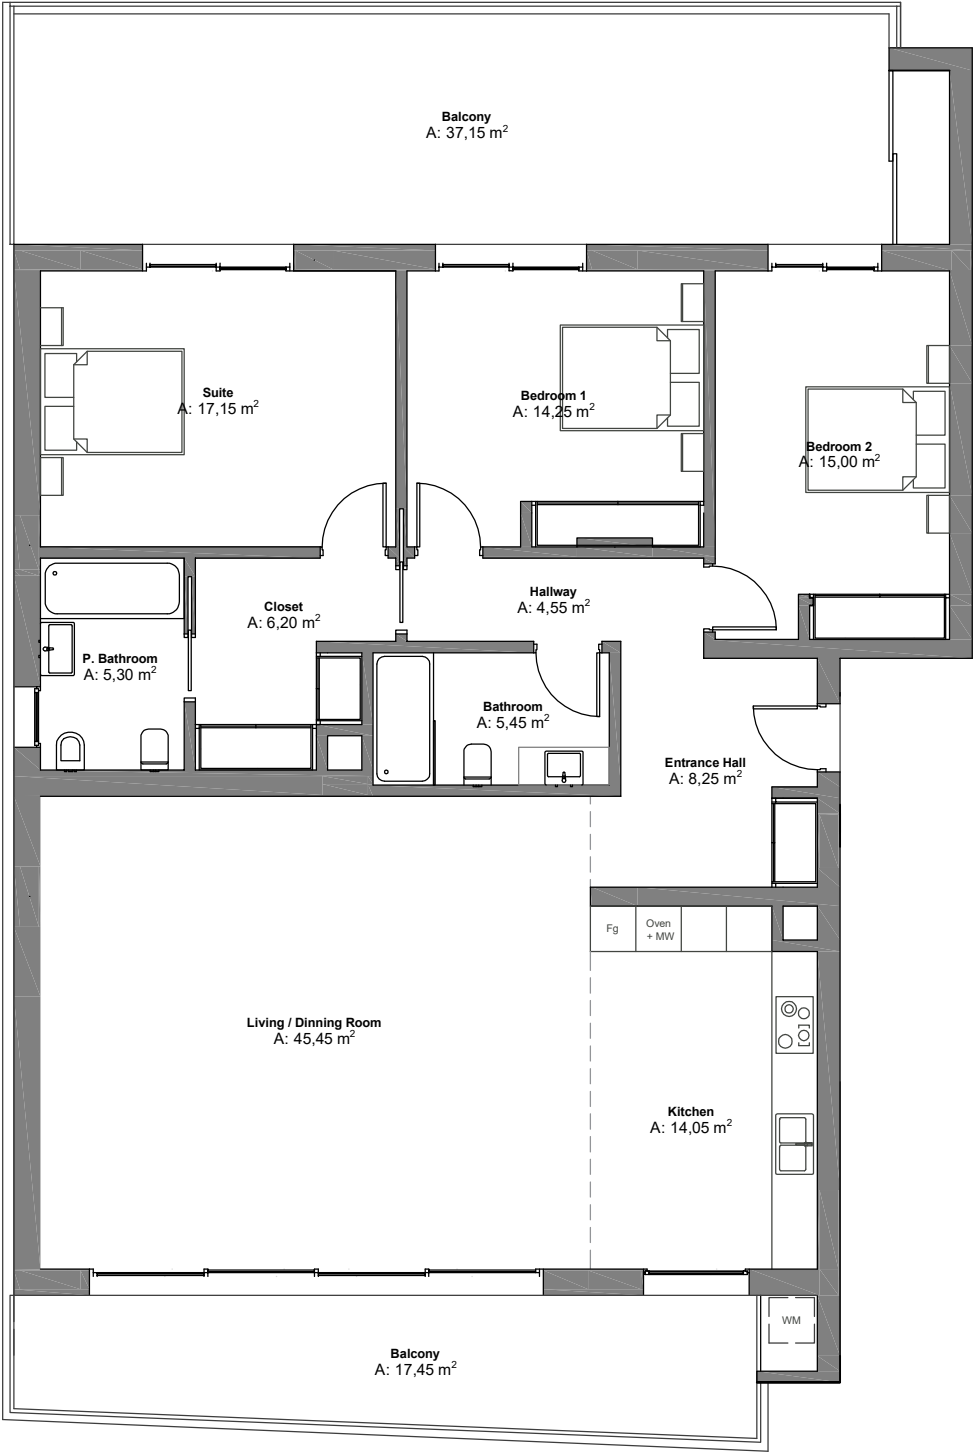 Balcony
A: 37,15 m²
Suite
A: 17,15 m²
Bedroom 1
A: 14,25 m²
Bedroom 2
A: 15,00 m²
Hallway
A: 4,55 m²
Closet
A: 6,20 m²
P. Bathroom
A: 5,30 m²
Bathroom
A: 5,45 m²
Entrance Hall
A: 8,25 m²
Fg
Oven
+ MW
Living / Dinning Room
A: 45,45 m²
Kitchen
A: 14,05 m²
WM
Balcony
A: 17,45 m²